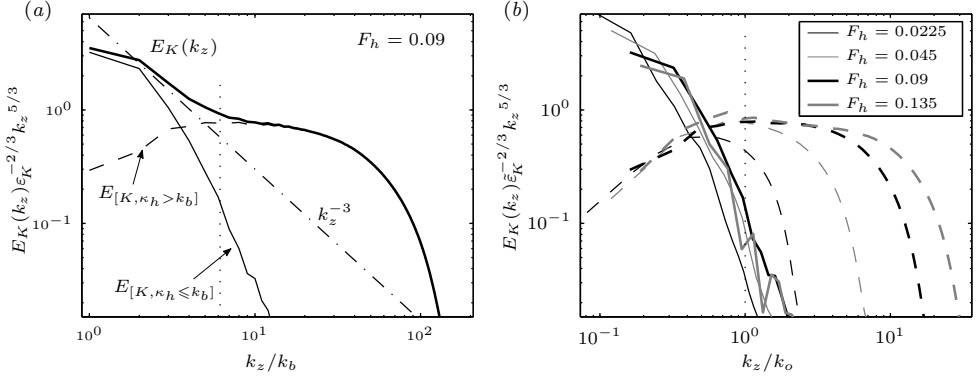 (a)
E_K(k_z)
F_h = 0.09
E_{[K,κ_h>k_b]}
k_z^{-3}
E_{[K,κ_h⩽k_b]}
E_K(k_z)ε_K^{-2/3}k_z^{5/3}
10^0
10^{-1}
10^0
10^1
10^2
k_z/k_b
(b)
F_h = 0.0225
F_h = 0.045
F_h = 0.09
F_h = 0.135
E_K(k_z)ε̃_K^{-2/3}k_z^{5/3}
10^0
10^{-1}
10^{-1}
10^0
10^1
k_z/k_o